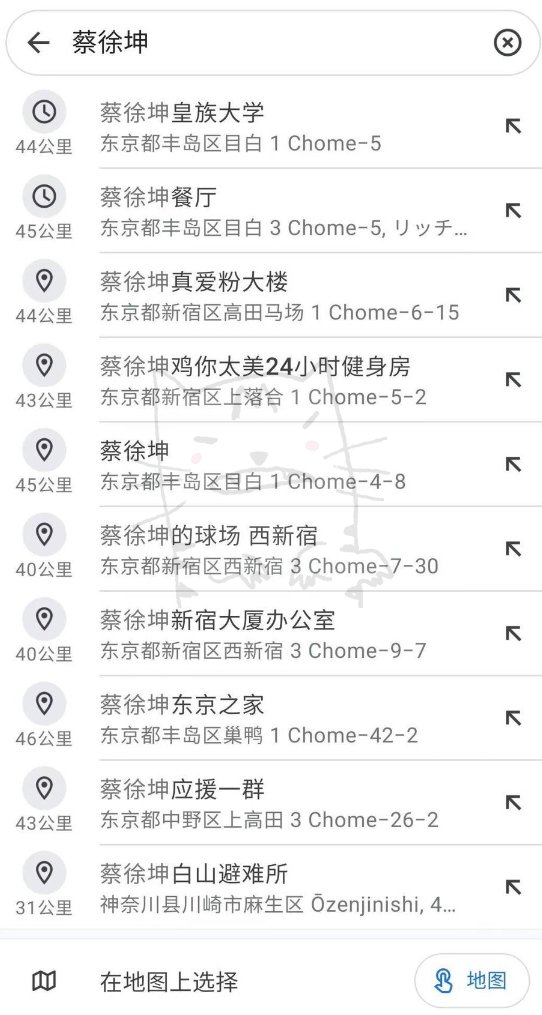 蔡徐坤
蔡徐坤皇族大学
44公里
东京都丰岛区目白 1 Chome-5
蔡徐坤餐厅
45公里
东京都丰岛区目白 3 Chome-5, リッチ...
蔡徐坤真爱粉大楼
44公里
东京都新宿区高田马场 1 Chome-6-15
蔡徐坤鸡你太美24小时健身房
43公里
东京都新宿区上落合 1 Chome-5-2
蔡徐坤
45公里
东京都丰岛区目白 1 Chome-4-8
蔡徐坤的球场 西新宿
40公里
东京都新宿区西新宿 3 Chome-7-30
蔡徐坤新宿大厦办公室
40公里
东京都新宿区西新宿 3 Chome-9-7
蔡徐坤东京之家
46公里
东京都丰岛区巢鸭 1 Chome-42-2
蔡徐坤应援一群
43公里
东京都中野区上高田 3 Chome-26-2
蔡徐坤白山避难所
31公里
神奈川县川崎市麻生区 Ōzenjinishi, 4...
在地图上选择
地图